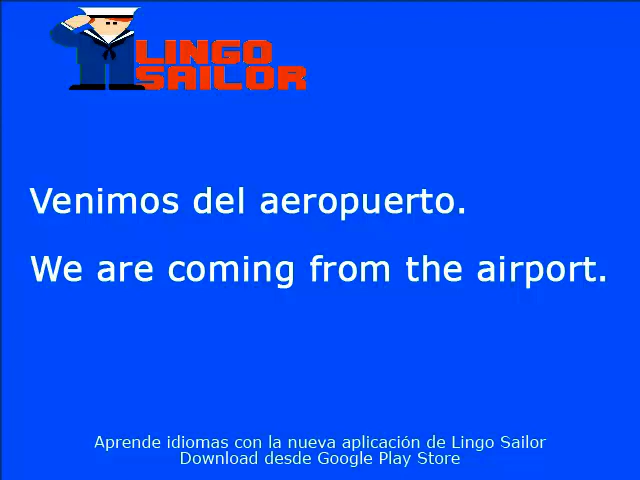 LINGO
SAILOR
Venimos del aeropuerto.
We are coming from the airport.
Aprende idiomas con la nueva aplicación de Lingo Sailor
Download desde Google Play Store